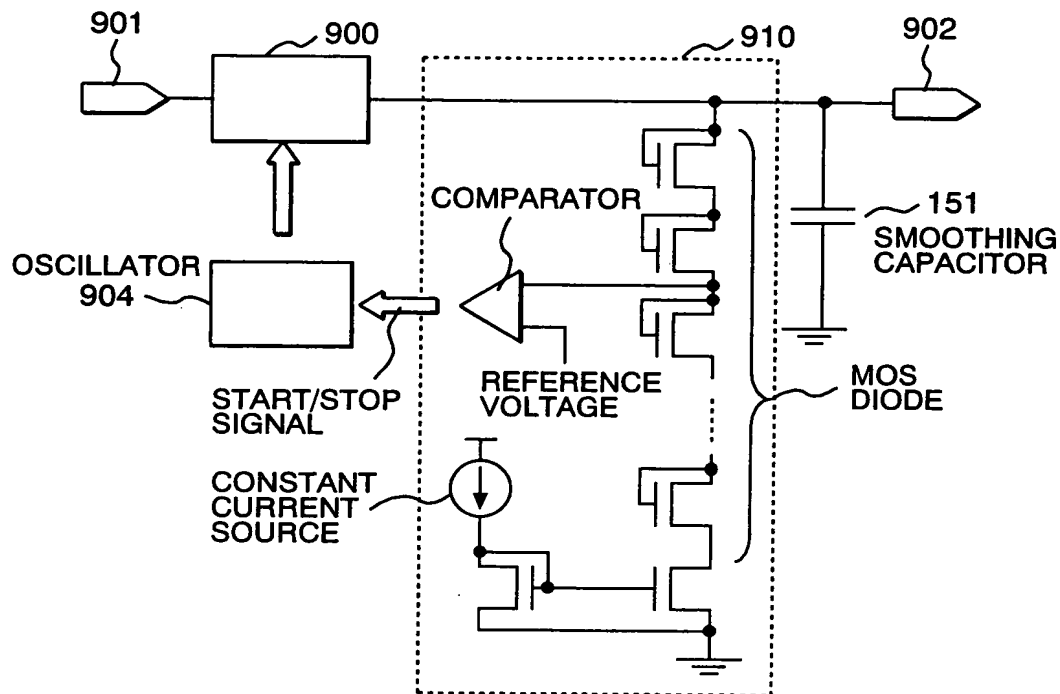 901
900
910
902
COMPARATOR
151
SMOOTHING
CAPACITOR
OSCILLATOR
904
REFERENCE
VOLTAGE
MOS
DIODE
START/STOP
SIGNAL
CONSTANT
CURRENT
SOURCE